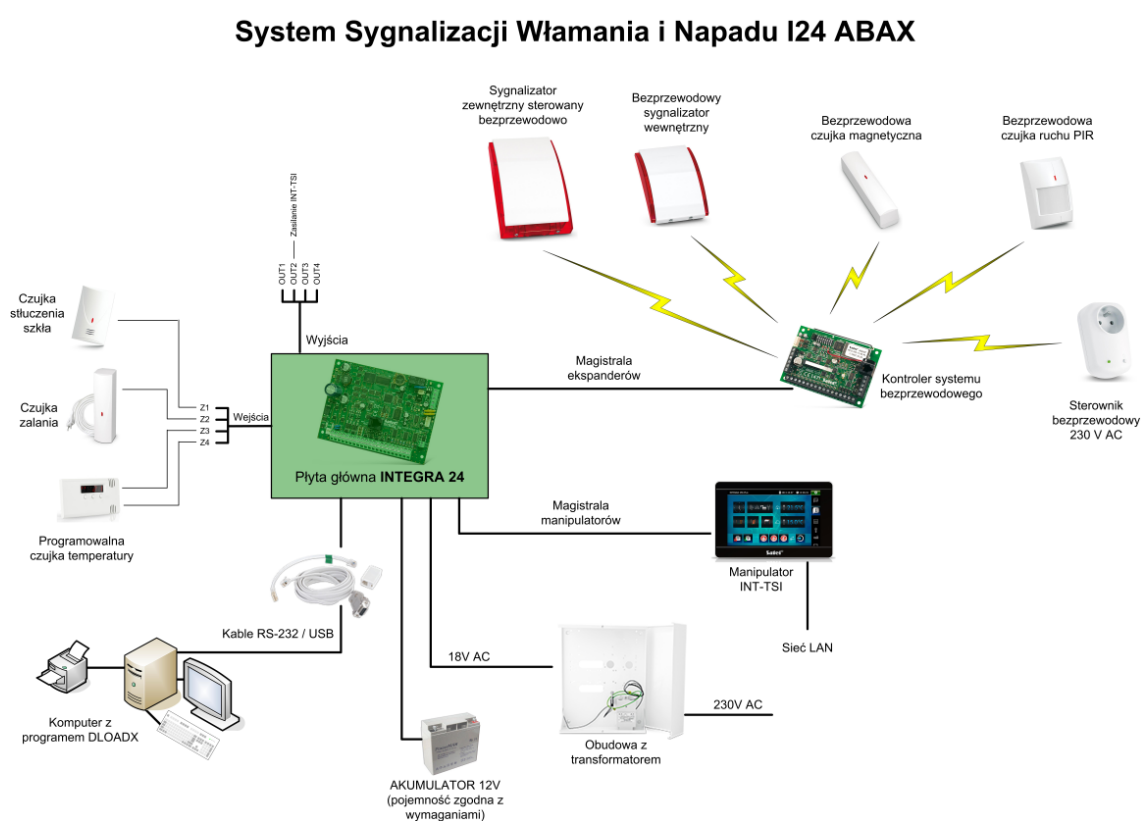 System Sygnalizacji Włamania i Napadu I24 ABAX
Sygnalizator
zewnętrzny sterowany
bezprzewodowo
Bezprzewodowy
sygnalizator
wewnętrzny
Bezprzewodowa
czujka magnetyczna
Bezprzewodowa
czujka ruchu PIR
Zasilanie INT-TSI
OUT1
OUT2
OUT3
OUT4
Wyjścia
Czujka
stłuczenia
szkła
Czujka
zalania
Programowalna
czujka temperatury
Z1
Z2
Z3
Z4
Wejścia
Płyta główna INTEGRA 24
Magistrala
ekspanderów
Kontroler systemu
bezprzewodowego
Sterownik
bezprzewodowy
230 V AC
Magistrala
manipulatorów
Satel
Manipulator
INT-TSI
Sieć LAN
Kable RS-232 / USB
18V AC
230V AC
Komputer z
programem DLOADX
Obudowa z
transformatorem
AKUMULATOR 12V
(pojemność zgodna z
wymaganiami)